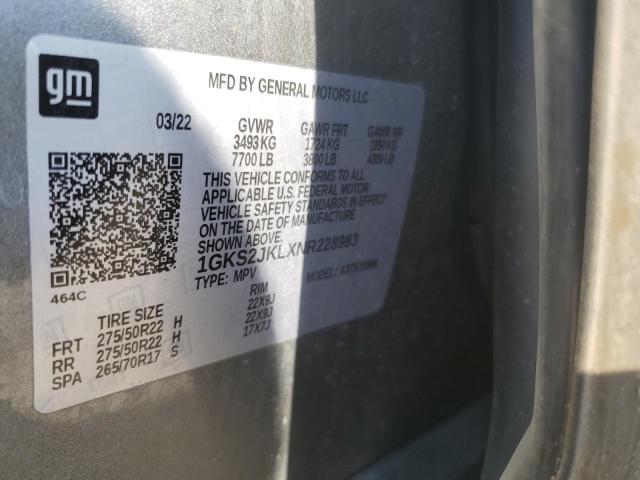 gm
MFD BY GENERAL MOTORS LLC
03/22 GVWR GAWR FRT GAWR RR
3493 KG 1724 KG 1950 KG
7700 LB 3800 LB 4300 LB
THIS VEHICLE CONFORMS TO ALL
APPLICABLE U.S. FEDERAL MOTOR
VEHICLE SAFETY STANDARDS IN EFFECT
ON THE DATE OF MANUFACTURE
SHOWN ABOVE.
1GKS2JKLXNR228983
TYPE: MPV MODEL:
464C
TIRE SIZE RIM
FRT 275/50R22 H 22X9J
RR 275/50R22 H 22X9J
SPA 265/70R17 S 17X7J